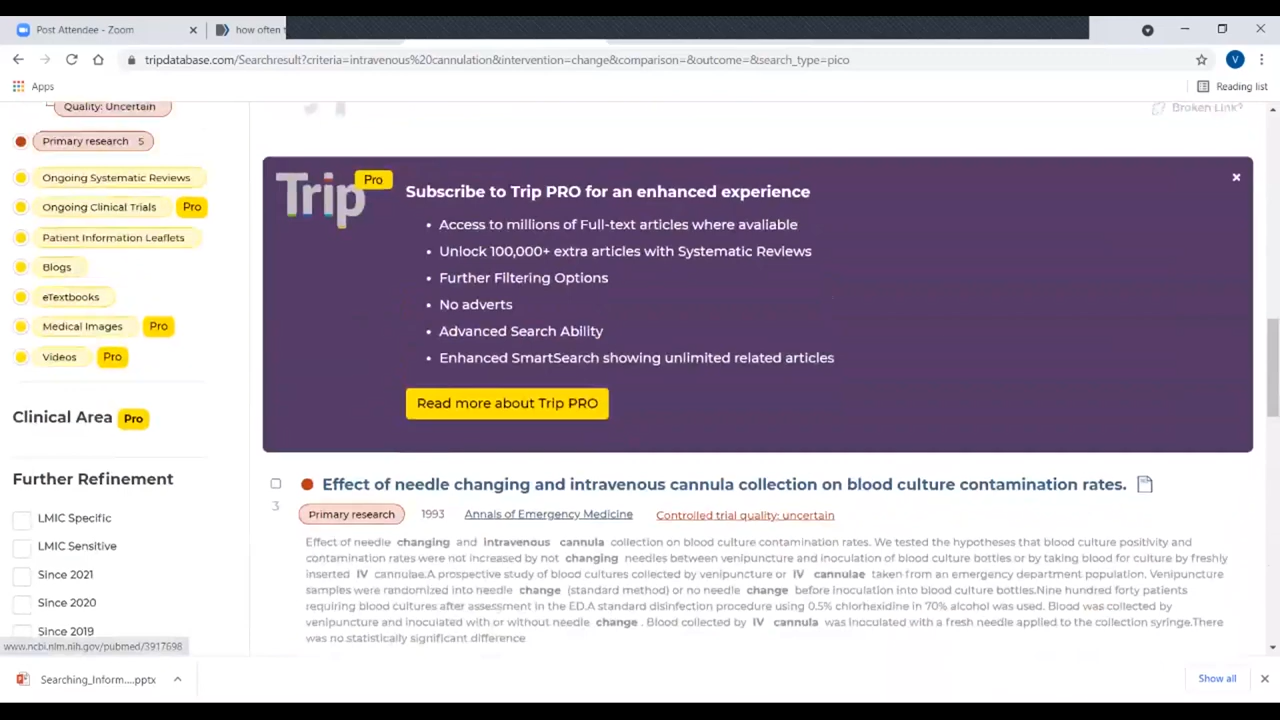 Post Attendee - Zoom
how often
tripdatabase.com/Searchresult?criteria=intravenous%20cannulation&intervention=change&comparison=&outcome=&search_type=pico
V
Apps
Reading list
Quality: Uncertain
Broken Link?
Primary research 5
Ongoing Systematic Reviews
Ongoing Clinical Trials Pro
Patient Information Leaflets
Blogs
eTextbooks
Medical Images Pro
Videos Pro
Clinical Area Pro
Further Refinement
LMIC Specific
LMIC Sensitive
Since 2021
Since 2020
Since 2019
www.ncbi.nlm.nih.gov/pubmed/3917698
Trip Pro
Subscribe to Trip PRO for an enhanced experience
• Access to millions of Full-text articles where avaliable
• Unlock 100,000+ extra articles with Systematic Reviews
• Further Filtering Options
• No adverts
• Advanced Search Ability
• Enhanced SmartSearch showing unlimited related articles
Read more about Trip PRO
Effect of needle changing and intravenous cannula collection on blood culture contamination rates.
3
Primary research 1993 Annals of Emergency Medicine Controlled trial quality: uncertain
Effect of needle changing and intravenous cannula collection on blood culture contamination rates. We tested the hypotheses that blood culture positivity and
contamination rates were not increased by not changing needles between venipuncture and inoculation of blood culture bottles or by taking blood for culture by freshly
inserted IV cannulae.A prospective study of blood cultures collected by venipuncture or IV cannulae taken from an emergency department population. Venipuncture
samples were randomized into needle change (standard method) or no needle change before inoculation into blood culture bottles.Nine hundred forty patients
requiring blood cultures after assessment in the ED.A standard disinfection procedure using 0.5% chlorhexidine in 70% alcohol was used. Blood was collected by
venipuncture and inoculated with or without needle change . Blood collected by IV cannula was inoculated with a fresh needle applied to the collection syringe.There
was no statistically significant difference
Searching_Inform....pptx
Show all